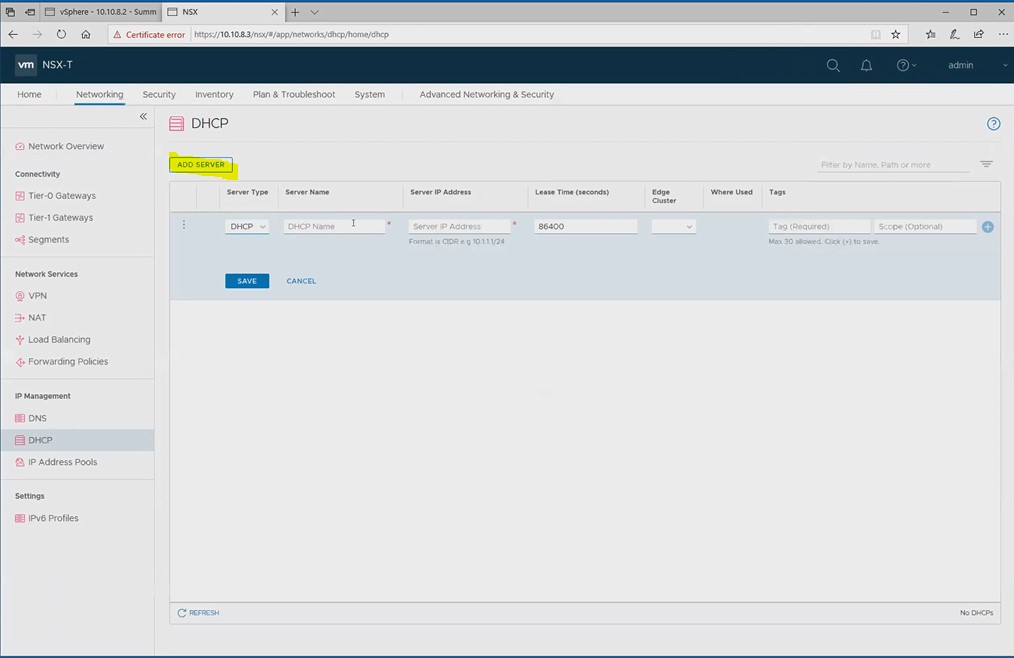 vSphere - 10.10.8.2 - Summ
NSX
Certificate error
https://10.10.8.3/nsx/#/app/networks/dhcp/home/dhcp
vm NSX-T
admin
Home
Networking
Security
Inventory
Plan & Troubleshoot
System
Advanced Networking & Security
Network Overview
Connectivity
Tier-0 Gateways
Tier-1 Gateways
Segments
Network Services
VPN
NAT
Load Balancing
Forwarding Policies
IP Management
DNS
DHCP
IP Address Pools
Settings
IPv6 Profiles
DHCP
ADD SERVER
Filter by Name, Path or more
Server Type
Server Name
Server IP Address
Lease Time (seconds)
Edge
Cluster
Where Used
Tags
DHCP
DHCP Name
*
Server IP Address
*
86400
Tag (Required)
Scope (Optional)
Format is CIDR e.g 10.1.1.1/24
Max 30 allowed. Click (+) to save.
SAVE
CANCEL
REFRESH
No DHCPs